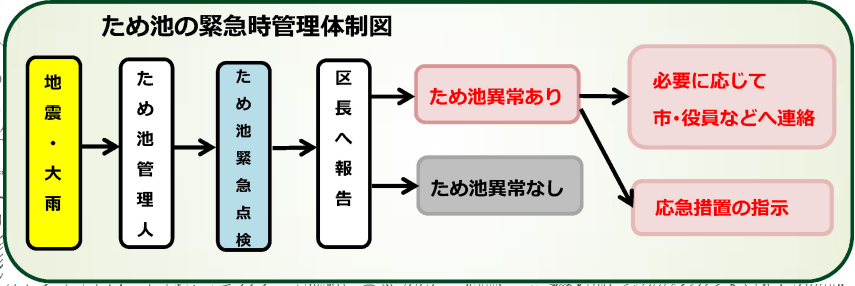 ため池の緊急時管理体制図
地震・大雨
ため池管理人
ため池緊急点検
区長へ報告
ため池異常あり
ため池異常なし
必要に応じて
市・役員などへ連絡
応急措置の指示